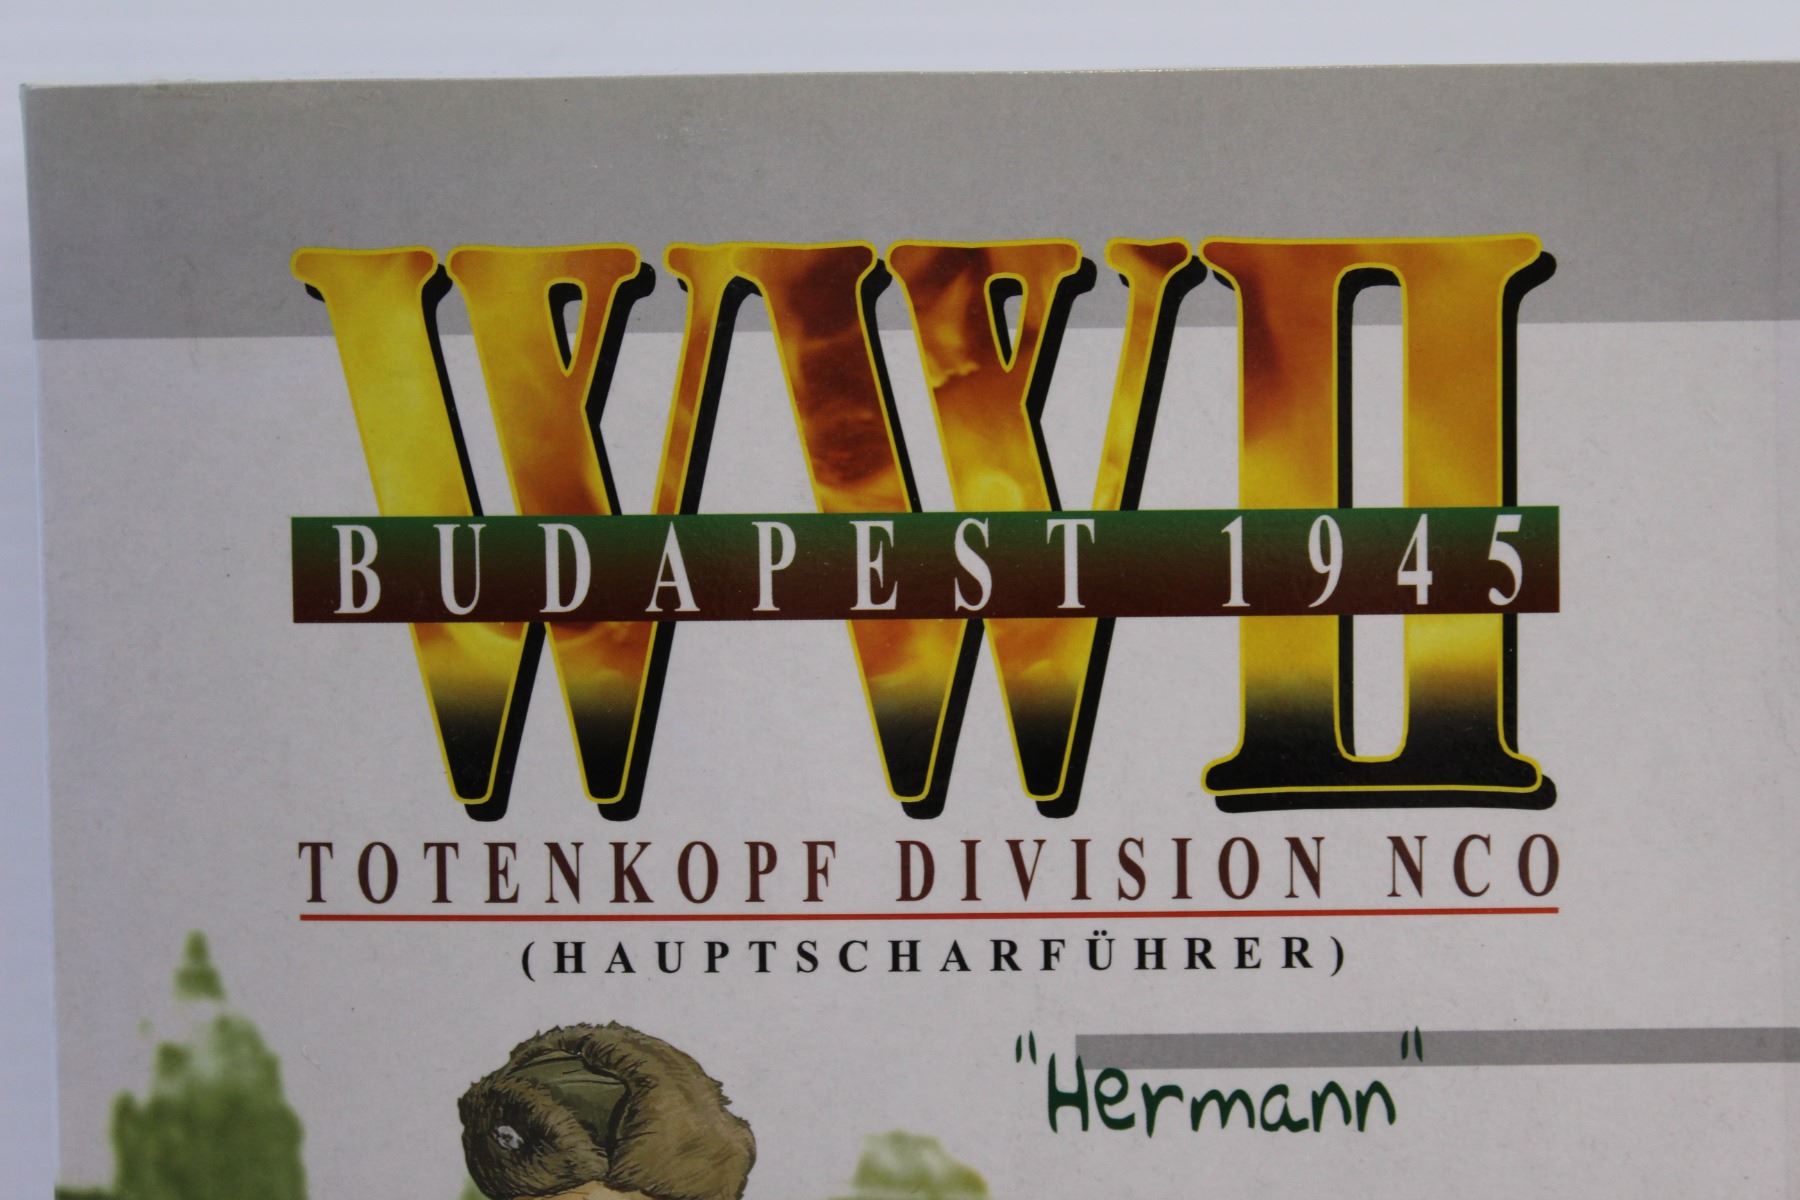 WWII
BUDAPEST 1945
TOTENKOPF DIVISION NCO
(HAUPTSCHARFÜHRER)
"Hermann"